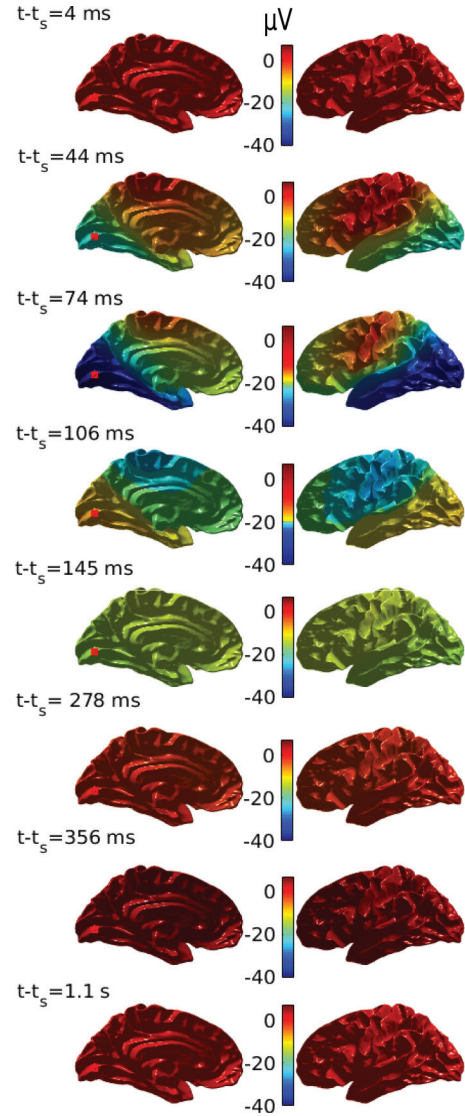 t-ts=4 ms
μV
0
-20
-40
t-ts=44 ms
0
-20
-40
t-ts=74 ms
0
-20
-40
t-ts=106 ms
0
-20
-40
t-ts=145 ms
0
-20
-40
t-ts= 278 ms
0
-20
-40
t-ts=356 ms
0
-20
-40
t-ts=1.1 s
0
-20
-40